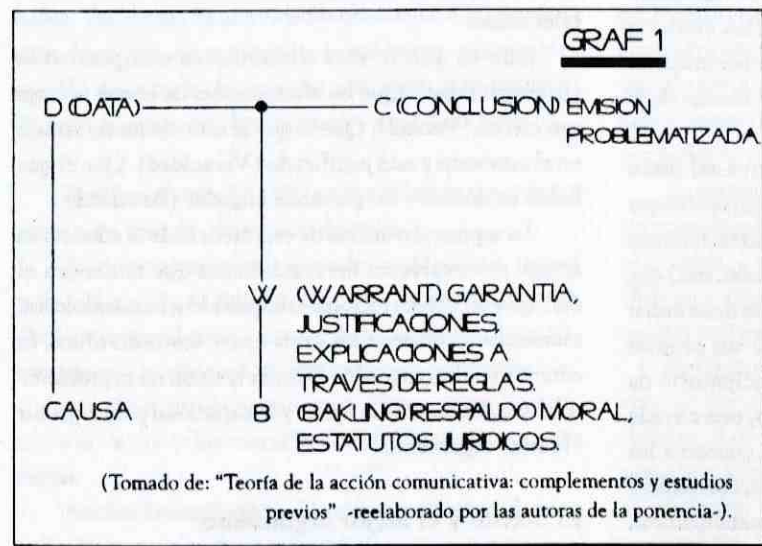 GRAF 1
D (DATA) C (CONCLUSION) EMISION
PROBLEMATIZADA
W (WARRANT) GARANTIA,
JUSTIFICACIONES.
EXPLICACIONES A
TRAVES DE REGLAS.
CAUSA B (BAKLING) RESPALDO MORAL,
ESTATUTOS JURIDICOS.
(Tomado de: "Teoría de la acción comunicativa: complementos y estudios
previos" -reelaborado por las autoras de la ponencia-).